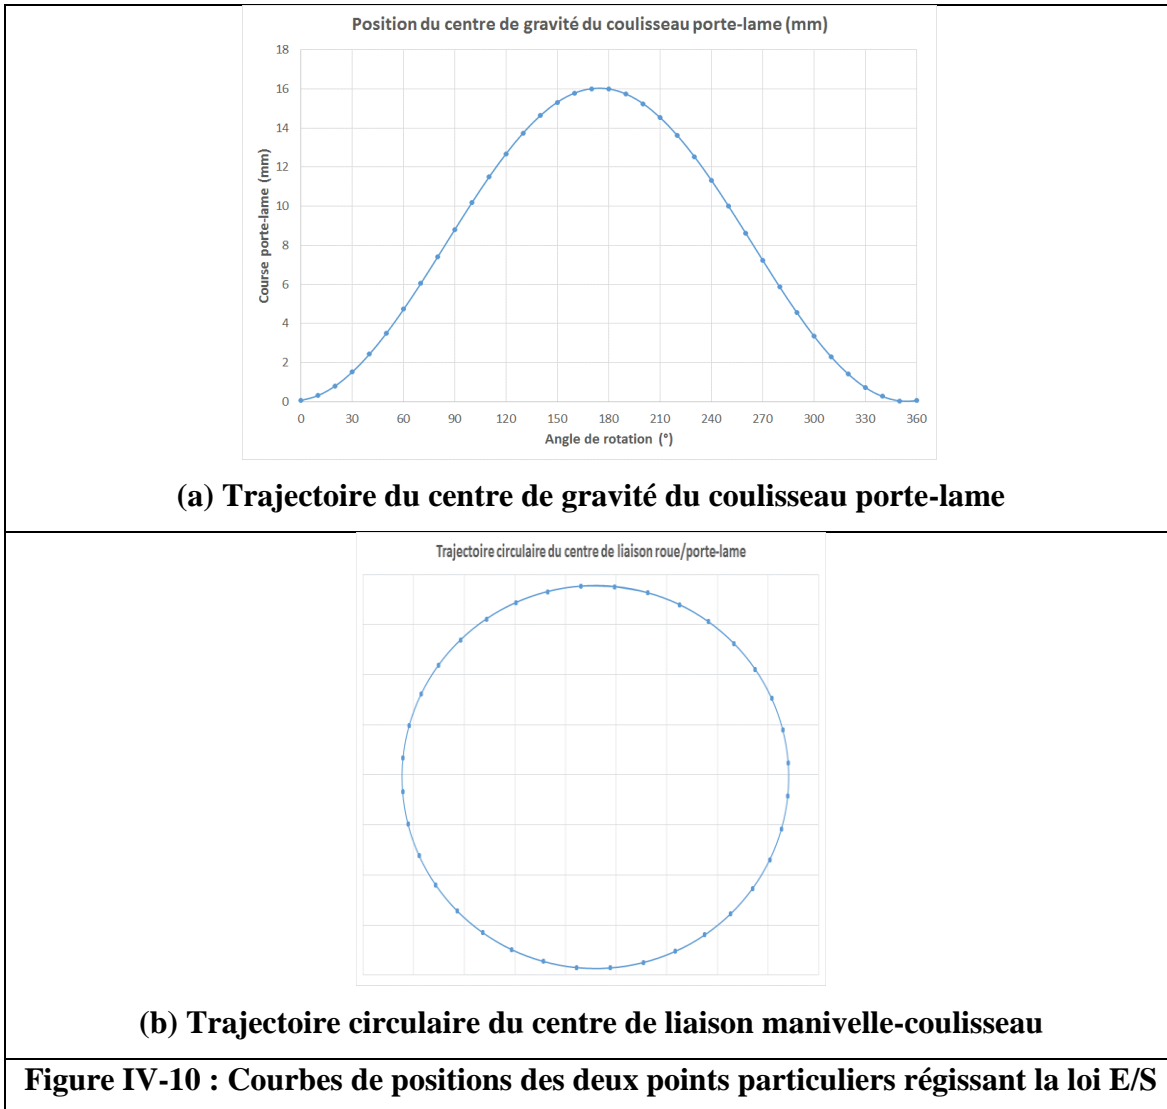 Position du centre de gravité du coulisseau porte-lame (mm)
18
16
14
12
10
8
6
4
2
0
Course porte-lame (mm)
0 30 60 90 120 150 180 210 240 270 300 330 360
Angle de rotation (°)
(a) Trajectoire du centre de gravité du coulisseau porte-lame
Trajectoire circulaire du centre de liaison roue/porte-lame
(b) Trajectoire circulaire du centre de liaison manivelle-coulisseau
Figure IV-10 : Courbes de positions des deux points particuliers régissant la loi E/S